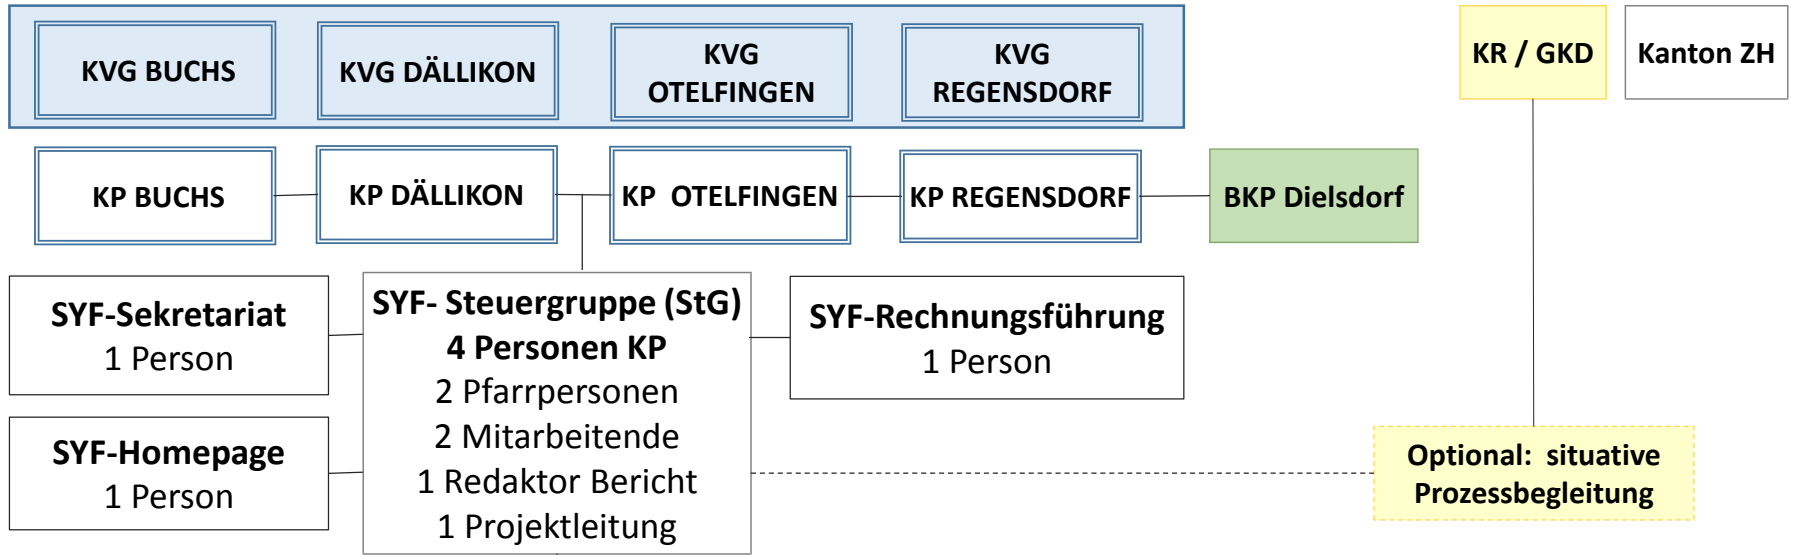 KVG BUCHS
KVG DÄLLIKON
KVG
OTELFINGEN
KVG
REGENSDORF
KR / GKD
Kanton ZH
KP BUCHS
KP DÄLLIKON
KP OTELFINGEN
KP REGENSDORF
BKP Dielsdorf
SYF-Sekretariat
1 Person
SYF- Steuergruppe (StG)
4 Personen KP
2 Pfarrpersonen
2 Mitarbeitende
1 Redaktor Bericht
1 Projektleitung
SYF-Rechnungsführung
1 Person
SYF-Homepage
1 Person
Optional: situative
Prozessbegleitung